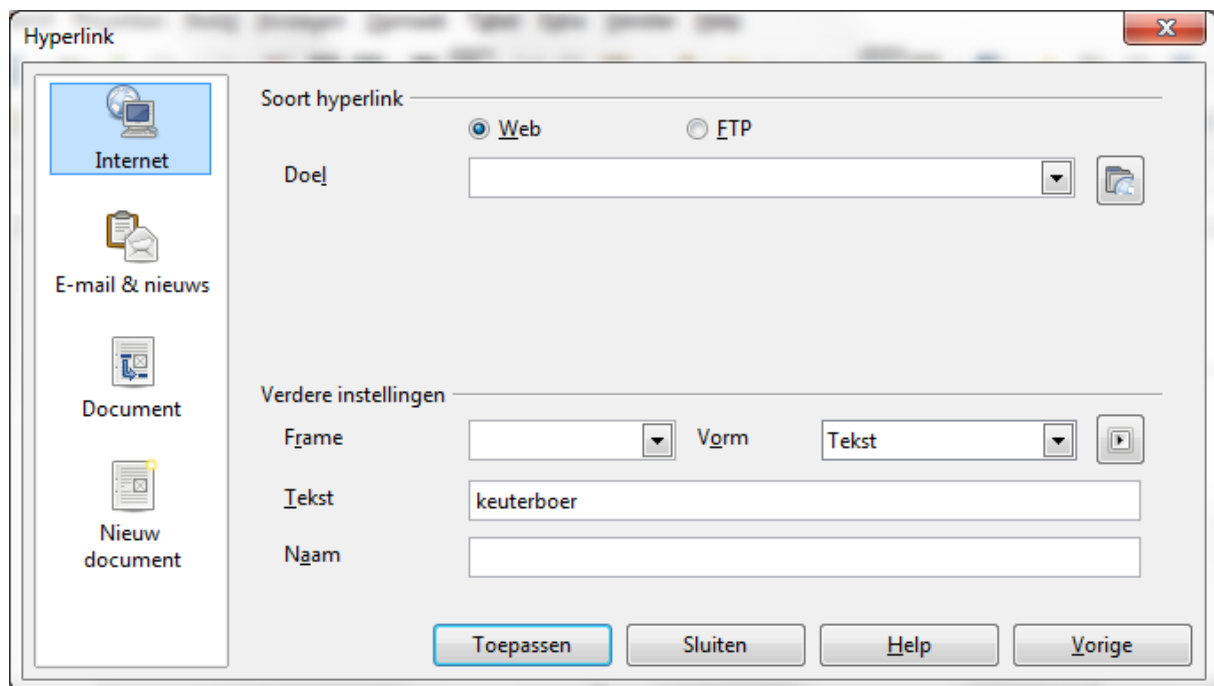 Hyperlink
Internet
E-mail & nieuws
Document
Nieuw
document
Soort hyperlink
Web FTP
Doel
Verdere instellingen
Frame Vorm Tekst
Tekst keuterboer
Naam
Toepassen Sluiten Help Vorige